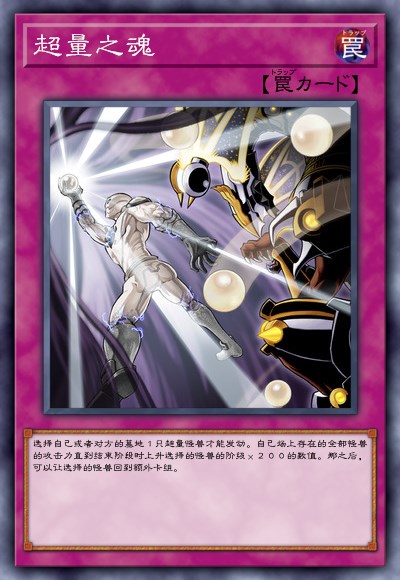 超量之魂
トラップ
罠
トラップ
【罠カード】
选择自己或者对方的墓地1只超量怪兽才能发动。自己场上存在的全部怪兽
的攻击力直到结束阶段时上升选择的怪兽的阶级×200的数值。那之后，
可以让选择的怪兽回到额外卡组。